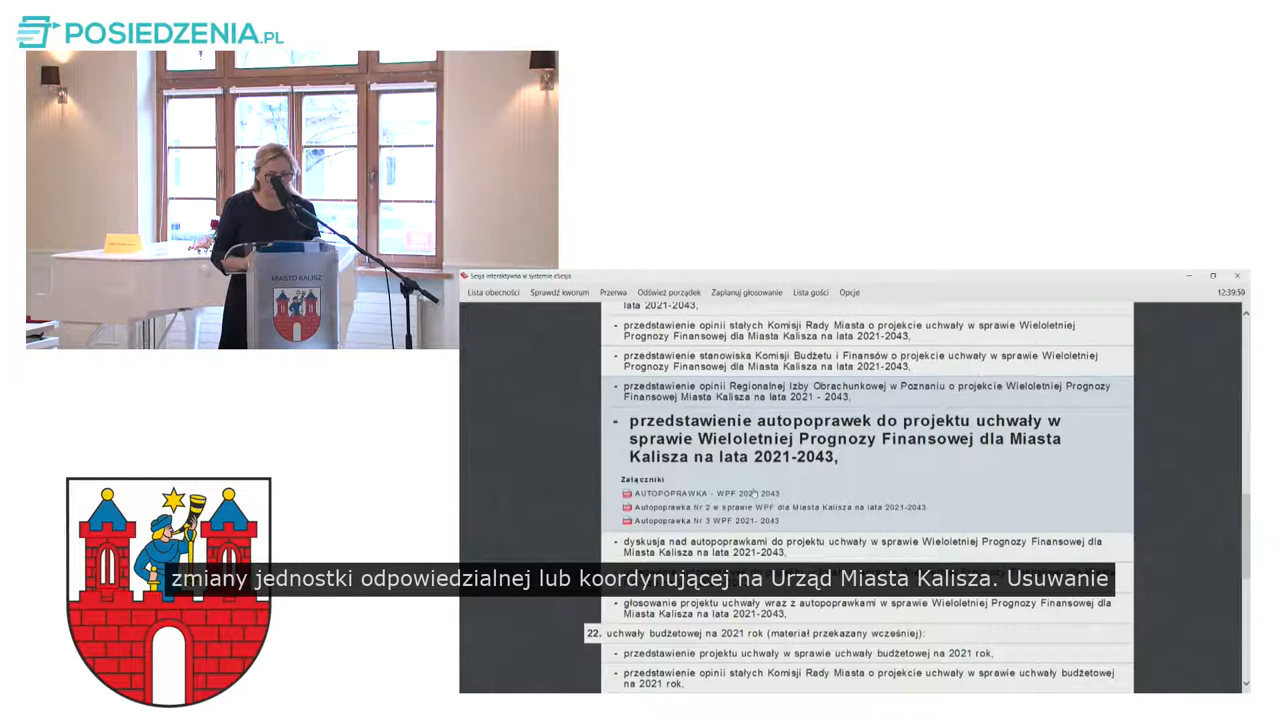 POSIEDZENIA.PL
MIASTO KALISZ
Sesja interaktywna w systemie eSesja
Lista obecności Sprawdź kworum Przerwa Odśwież porządek Zaplanuj głosowanie Lista gości Opcje 12:39:59
lata 2021-2043,
- przedstawienie opinii stałych Komisji Rady Miasta o projekcie uchwały w sprawie Wieloletniej
Prognozy Finansowej dla Miasta Kalisza na lata 2021-2043,
- przedstawienie stanowiska Komisji Budżetu i Finansów o projekcie uchwały w sprawie Wieloletniej
Prognozy Finansowej dla Miasta Kalisza na lata 2021-2043,
- przedstawienie opinii Regionalnej Izby Obrachunkowej w Poznaniu o projekcie Wieloletniej Prognozy
Finansowej Miasta Kalisza na lata 2021 - 2043,
- przedstawienie autopoprawek do projektu uchwały w
sprawie Wieloletniej Prognozy Finansowej dla Miasta
Kalisza na lata 2021-2043,
Załączniki
AUTOPOPRAWKA - WPF 2021 2043
Autopoprawka Nr 2 w sprawie WPF dla Miasta Kalisza na lata 2021-2043
Autopoprawka Nr 3 WPF 2021- 2043
- dyskusja nad autopoprawkami do projektu uchwały w sprawie Wieloletniej Prognozy Finansowej dla
Miasta Kalisza na lata 2021-2043,
zmiany jednostki odpowiedzialnej lub koordynującej na Urząd Miasta Kalisza. Usuwanie
głosowanie projektu uchwały wraz z autopoprawkami w sprawie Wieloletniej Prognozy Finansowej dla
Miasta Kalisza na lata 2021-2043,
22. uchwały budżetowej na 2021 rok (materiał przekazany wcześniej):
- przedstawienie projektu uchwały w sprawie uchwały budżetowej na 2021 rok,
- przedstawienie opinii stałych Komisji Rady Miasta o projekcie uchwały w sprawie uchwały budżetowej
na 2021 rok,